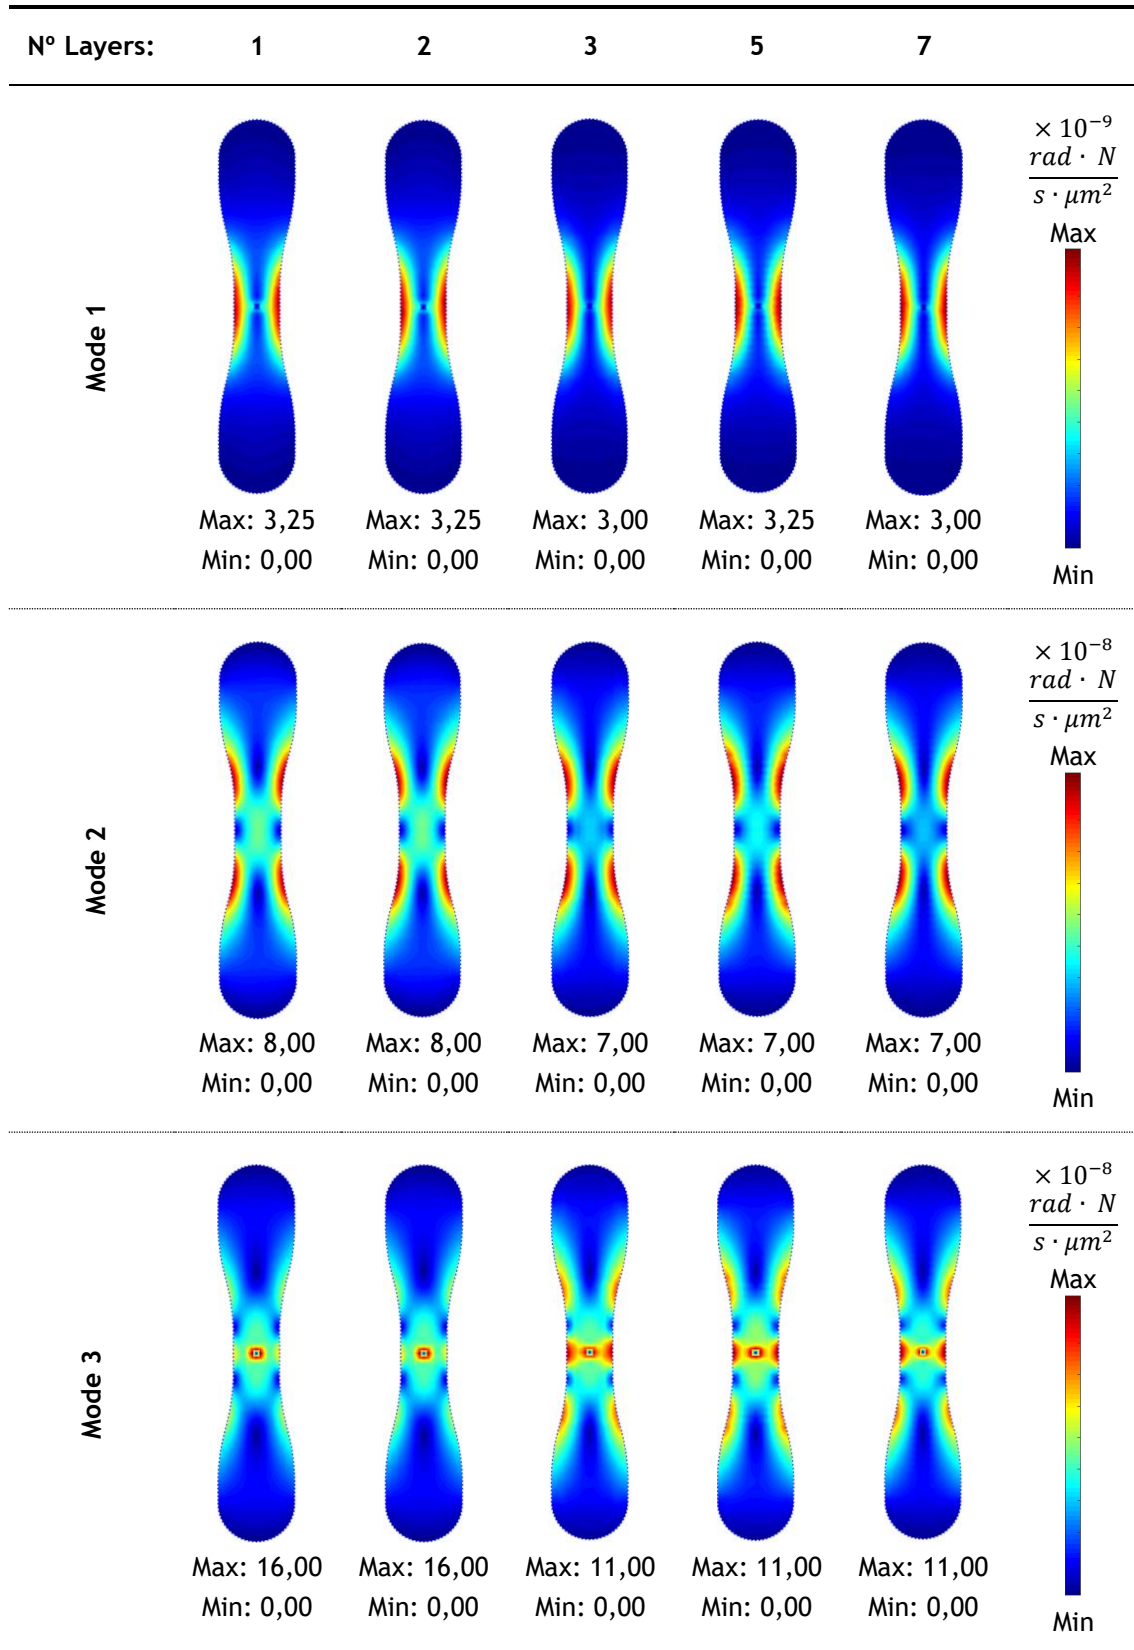 Nº Layers: 1 2 3 5 7
Mode 1
× 10⁻⁹
rad · N
s · μm²
Max
Min
Max: 3,25 Max: 3,25 Max: 3,00 Max: 3,25 Max: 3,00
Min: 0,00 Min: 0,00 Min: 0,00 Min: 0,00 Min: 0,00
Mode 2
× 10⁻⁸
rad · N
s · μm²
Max
Min
Max: 8,00 Max: 8,00 Max: 7,00 Max: 7,00 Max: 7,00
Min: 0,00 Min: 0,00 Min: 0,00 Min: 0,00 Min: 0,00
Mode 3
× 10⁻⁸
rad · N
s · μm²
Max
Min
Max: 16,00 Max: 16,00 Max: 11,00 Max: 11,00 Max: 11,00
Min: 0,00 Min: 0,00 Min: 0,00 Min: 0,00 Min: 0,00